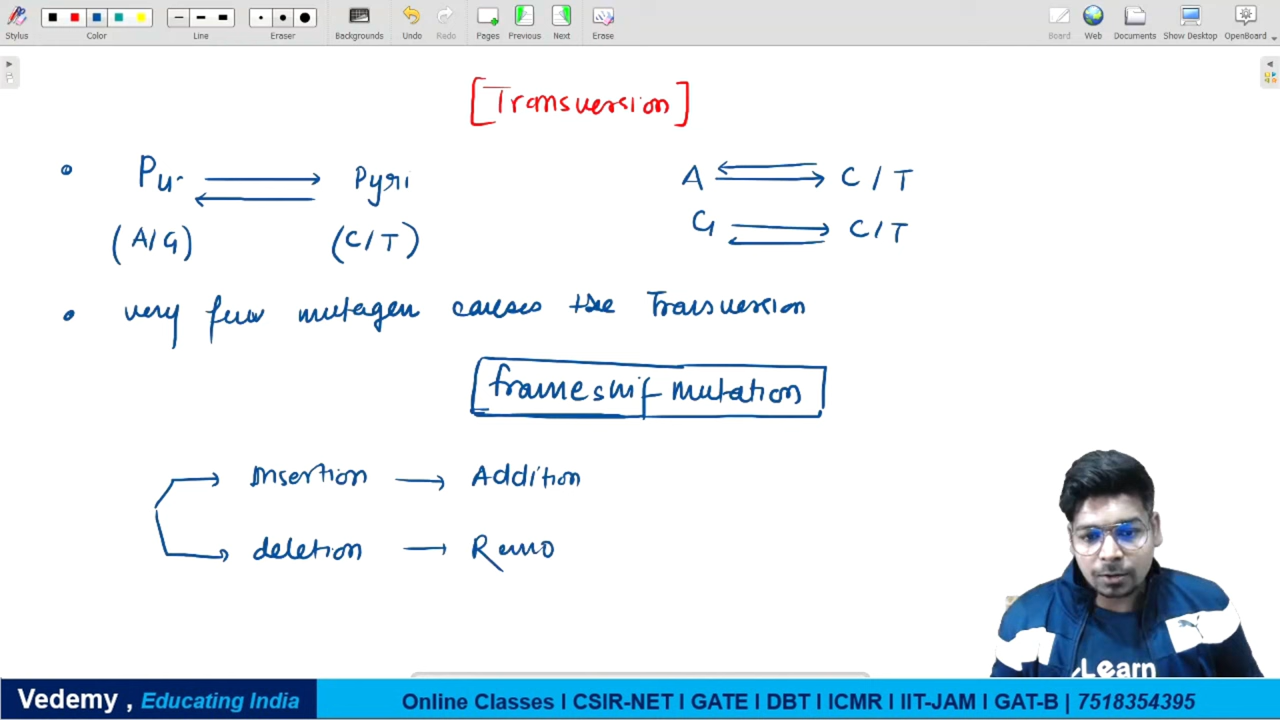 Stylus Color Line Eraser Backgrounds Undo Redo Pages Previous Next Erase Board Web Documents Show Desktop OpenBoard
[Transversion]
• Pu. ⇌ Pyri
(A/G) (C/T)
A ⇌ C / T
G ⇌ C/T
• very few mutagen causes the Transversion
frameshif mutation
Insertion → Addition
deletion → Remo
Learn
Vedemy , Educating India
Online Classes I CSIR-NET I GATE I DBT I ICMR I IIT-JAM I GAT-B | 7518354395